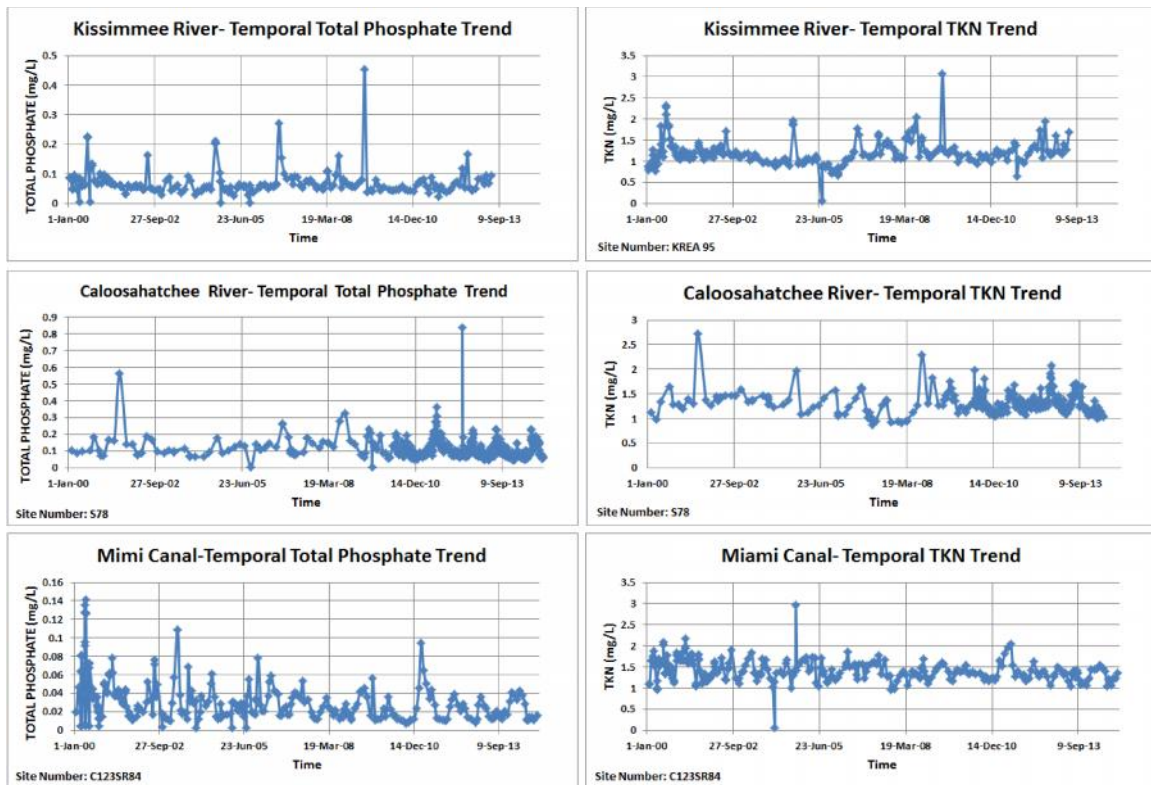 Kissimmee River- Temporal Total Phosphate Trend
TOTAL PHOSPHATE (mg/L)
0.5
0.4
0.3
0.2
0.1
0
1-Jan-00 27-Sep-02 23-Jun-05 19-Mar-08 14-Dec-10 9-Sep-13
Time
Kissimmee River- Temporal TKN Trend
TKN (mg/L)
3.5
3
2.5
2
1.5
1
0.5
0
1-Jan-00 27-Sep-02 23-Jun-05 19-Mar-08 14-Dec-10 9-Sep-13
Time
Site Number: KREA 95
Caloosahatchee River- Temporal Total Phosphate Trend
TOTAL PHOSPHATE (mg/L)
0.9
0.8
0.7
0.6
0.5
0.4
0.3
0.2
0.1
0
1-Jan-00 27-Sep-02 23-Jun-05 19-Mar-08 14-Dec-10 9-Sep-13
Time
Site Number: S78
Caloosahatchee River- Temporal TKN Trend
TKN (mg/L)
3
2.5
2
1.5
1
0.5
0
1-Jan-00 27-Sep-02 23-Jun-05 19-Mar-08 14-Dec-10 9-Sep-13
Time
Site Number: S78
Mimi Canal-Temporal Total Phosphate Trend
TOTAL PHOSPHATE (mg/L)
0.16
0.14
0.12
0.1
0.08
0.06
0.04
0.02
0
1-Jan-00 27-Sep-02 23-Jun-05 19-Mar-08 14-Dec-10 9-Sep-13
Time
Site Number: C123SR84
Miami Canal- Temporal TKN Trend
TKN (mg/L)
3.5
3
2.5
2
1.5
1
0.5
0
1-Jan-00 27-Sep-02 23-Jun-05 19-Mar-08 14-Dec-10 9-Sep-13
Time
Site Number: C123SR84